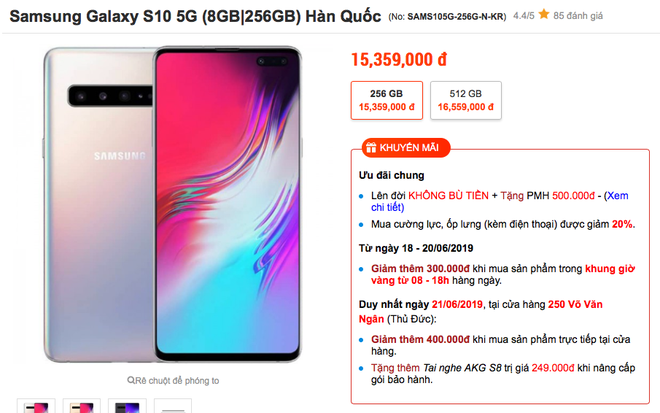 Samsung Galaxy S10 5G (8GB|256GB) Hàn Quốc (No: SAMS105G-256G-N-KR) 4.4/5 85 đánh giá
SAMSUNG
Rê chuột để phóng to
15,359,000 đ
256 GB
15,359,000 đ
512 GB
16,559,000 đ
KHUYẾN MÃI
Ưu đãi chung
Lên đời KHÔNG BÙ TIỀN + Tặng PMH 500.000đ - (Xem
chi tiết)
Mua cường lực, ốp lưng (kèm điện thoại) được giảm 20%.
Từ ngày 18 - 20/06/2019
Giảm thêm 300.000đ khi mua sản phẩm trong khung giờ
vàng từ 08 - 18h hàng ngày.
Duy nhất ngày 21/06/2019, tại cửa hàng 250 Võ Văn
Ngân (Thủ Đức):
Giảm thêm 400.000đ khi mua sản phẩm trực tiếp tại cửa
hàng.
Tặng thêm Tai nghe AKG S8 trị giá 249.000đ khi nâng cấp
gói bảo hành.